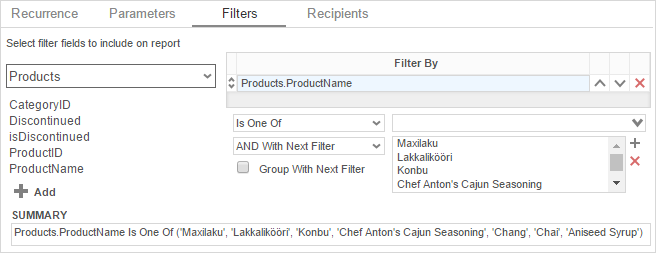 Recurrence Parameters Filters Recipients
Select filter fields to include on report
Products
Filter By
Products.ProductName
CategoryID
Discontinued
isDiscontinued
ProductID
ProductName
Add
Is One Of
AND With Next Filter
Group With Next Filter
Maxilaku
Lakkalikööri
Konbu
Chef Anton's Cajun Seasoning
SUMMARY
Products.ProductName Is One Of ('Maxilaku', 'Lakkalikööri', 'Konbu', 'Chef Anton's Cajun Seasoning', 'Chang', 'Chai', 'Aniseed Syrup')